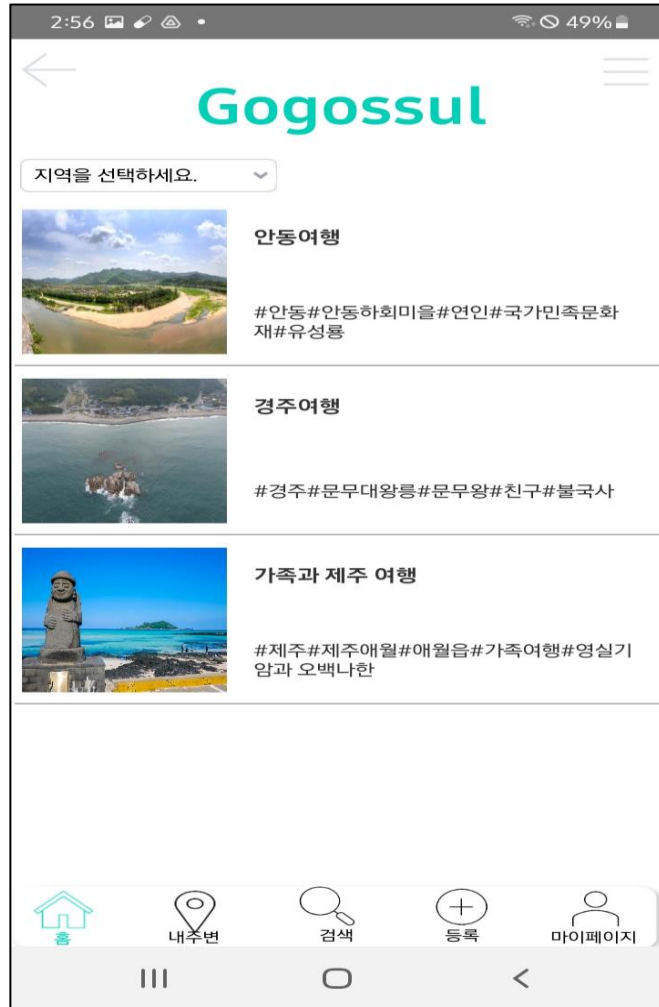 2:56
49%
Gogossul
지역을 선택하세요.
안동여행
#안동#안동하회미을#연인#국가민족문화
재#유성룡
경주여행
#경주#문무대왕릉#문무왕#친구#불국사
가족과 제주 여행
#제주#제주애월#애월읍#가족여행#영실기
암과 오백나한
홈
내주변
검색
등록
마이페이지